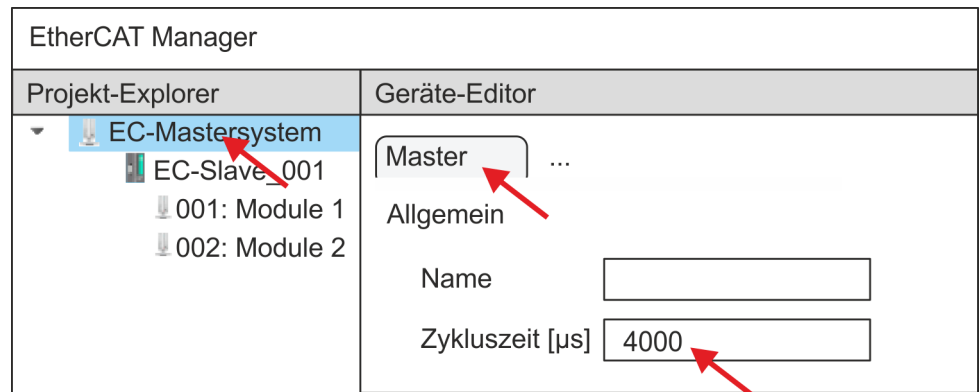 EtherCAT Manager
Projekt-Explorer
EC-Mastersystem
EC-Slave_001
001: Module 1
002: Module 2
Geräte-Editor
Master ...
Allgemein
Name
Zykluszeit [µs] 4000